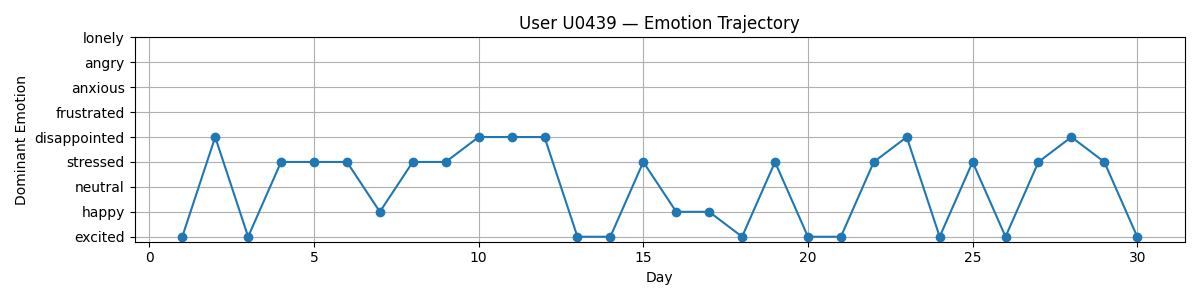 User U0439 — Emotion Trajectory
Dominant Emotion
lonely
angry
anxious
frustrated
disappointed
stressed
neutral
happy
excited
0 5 10 15 20 25 30
Day